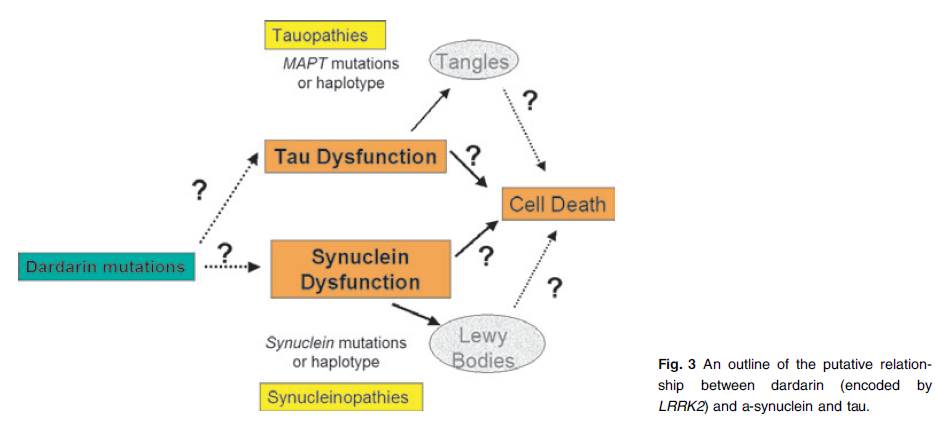 Tauopathies
MAPT mutations
or haplotype
Tangles
?
Tau Dysfunction
?
?
Cell Death
Dardarin mutations
?
Synuclein
Dysfunction
?
?
Synuclein mutations
or haplotype
Lewy
Bodies
Synucleinopathies
Fig. 3 An outline of the putative relation-
ship between dardarin (encoded by
LRRK2) and a-synuclein and tau.